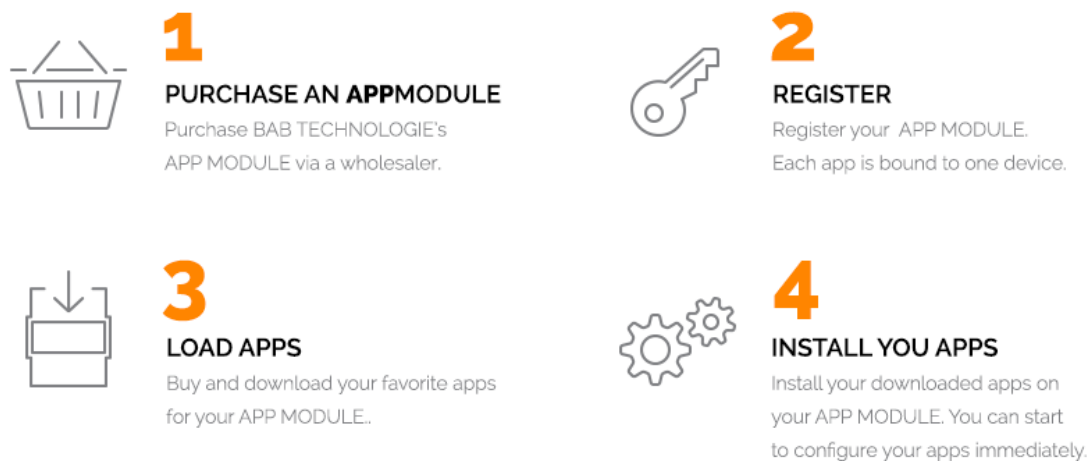 1
PURCHASE AN APPMODULE
Purchase BAB TECHNOLOGIE's
APP MODULE via a wholesaler.
2
REGISTER
Register your APP MODULE.
Each app is bound to one device.
3
LOAD APPS
Buy and download your favorite apps
for your APP MODULE..
4
INSTALL YOU APPS
Install your downloaded apps on
your APP MODULE. You can start
to configure your apps immediately.